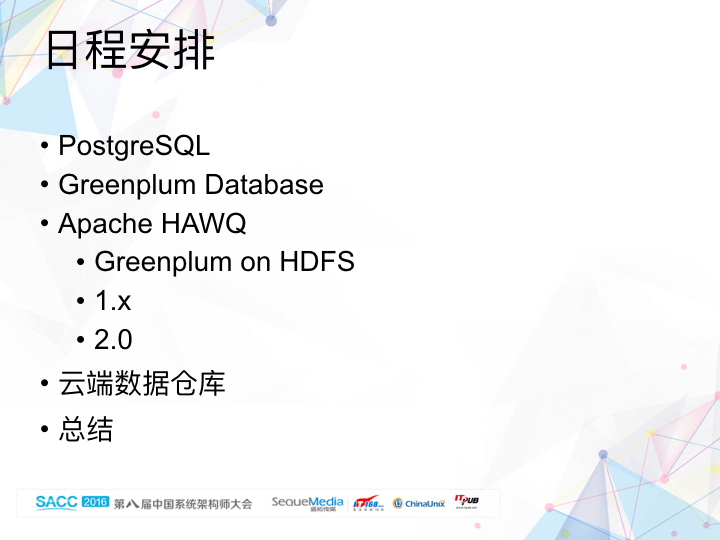 日程安排
• PostgreSQL
• Greenplum Database
• Apache HAWQ
• Greenplum on HDFS
• 1.x
• 2.0
• 云端数据仓库
• 总结
SACC 2016 第八届中国系统架构师大会 SequeMedia 盛拓传媒 IT168.com ChinaUnix ITPUB